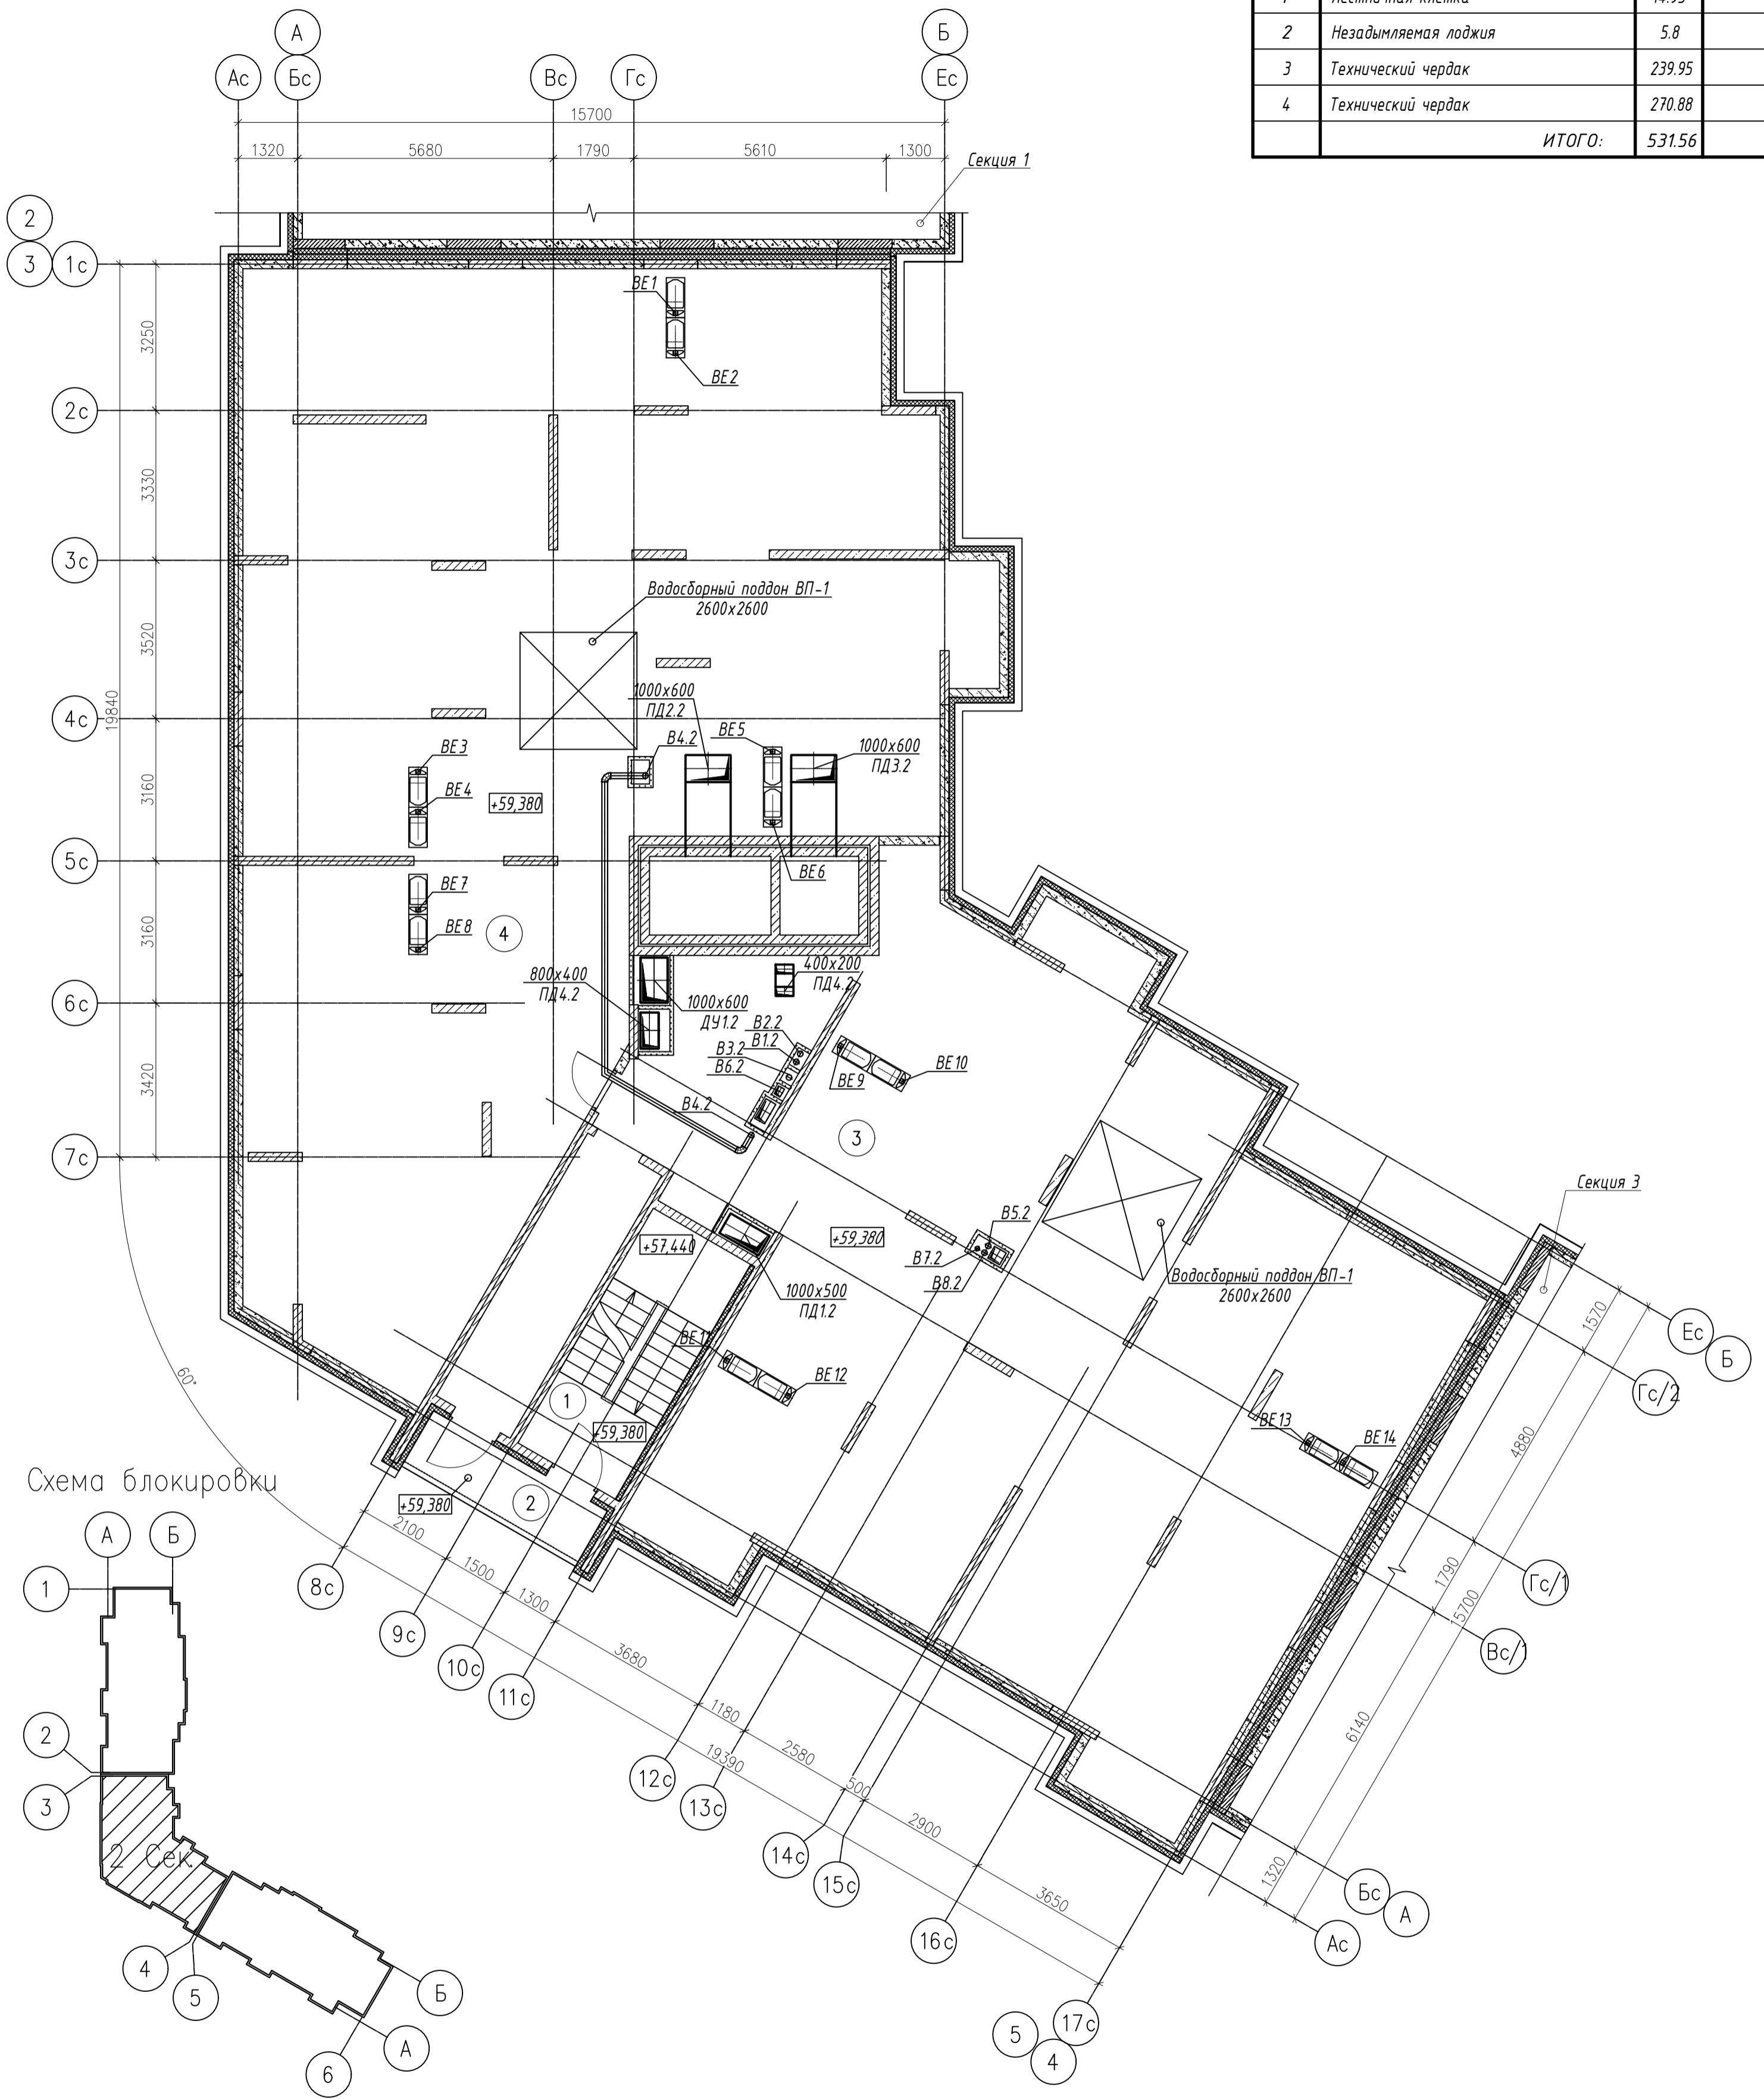 14.95
2 Незадымляемая лоджия 5.8
3 Технический чердак 239.95
4 Технический чердак 270.88
ИТОГО: 531.56
А
Б
Ас
Бс
Вс
Гс
Ес
15700
1320
5680
1790
5610
1300
Секция 1
2
3
1с
2с
3с
4с
5с
6с
7с
3250
3330
3520
3160
3160
3420
19840
60°
ВЕ1
ВЕ2
Водосборный поддон ВП-1
2600х2600
1000х600
ПД2.2
В4.2
ВЕ5
1000х600
ПД3.2
ВЕ3
ВЕ4
+59,380
ВЕ6
ВЕ7
ВЕ8
4
800х400
ПД4.2
1000х600
ДУ1.2
400х200
ПД4.2
В2.2
В1.2
В3.2
В6.2
В4.2
ВЕ9
ВЕ10
3
+59,380
В5.2
В7.2
В8.2
Водосборный поддон ВП-1
2600х2600
Секция 3
+57,440
1000х500
ПД1.2
ВЕ11
ВЕ12
1
+59,380
2
+59,380
ВЕ13
ВЕ14
1570
4880
1790
15700
6140
1320
Ес
Б
Гс/2
Гс/1
Вс/1
Бс
А
Ас
2100
1500
1300
3680
1180
2580
500
2900
3650
19390
8с
9с
10с
11с
12с
13с
14с
15с
16с
17с
5
4
Схема блокировки
А
Б
1
2
3
2 Сек
4
5
6
Б
А